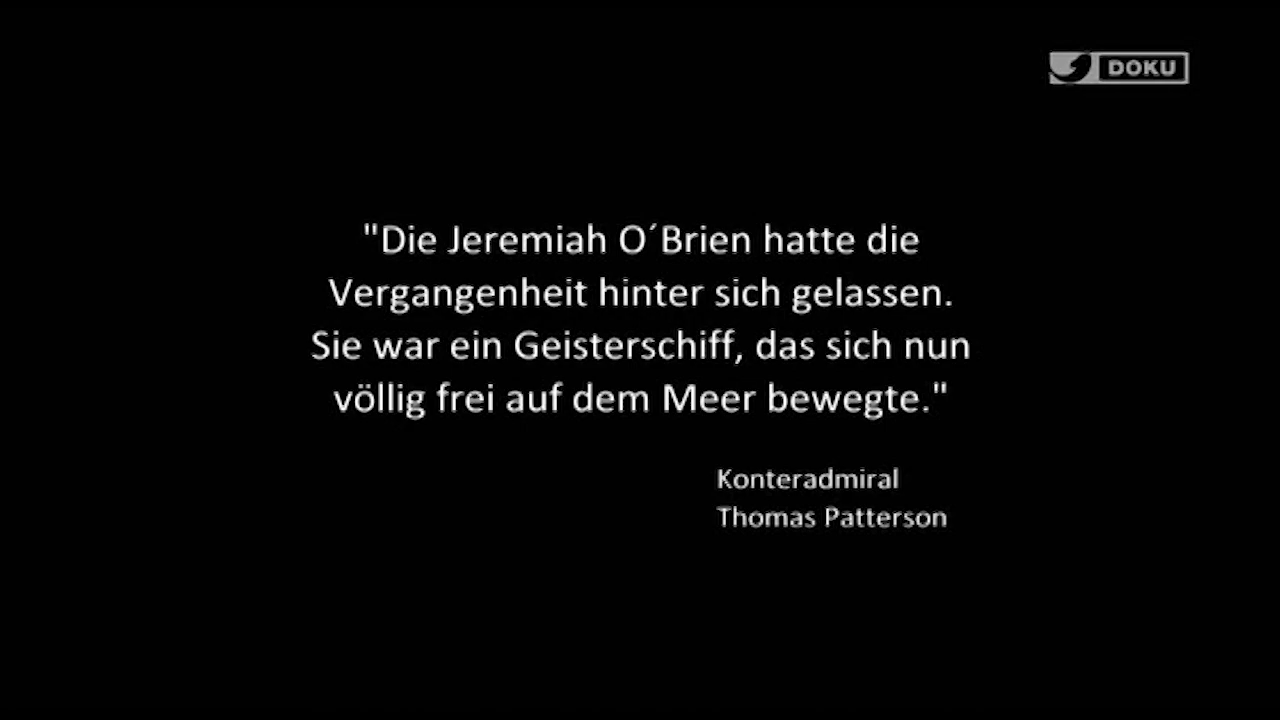 DOKU
"Die Jeremiah O´Brien hatte die
Vergangenheit hinter sich gelassen.
Sie war ein Geisterschiff, das sich nun
völlig frei auf dem Meer bewegte."
Konteradmiral
Thomas Patterson